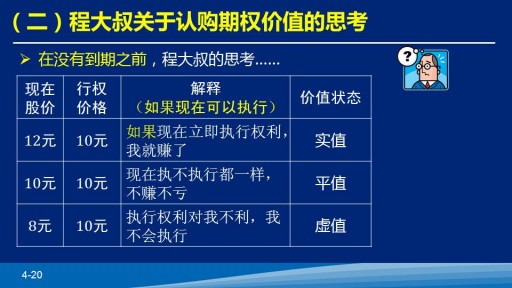 （二）程大叔关于认购期权价值的思考
➢ 在没有到期之前，程大叔的思考……
?
现在股价 行权价格 解释（如果现在可以执行） 价值状态
12元 10元 如果现在立即执行权利，我就赚了 实值
10元 10元 现在执不执行都一样，不赚不亏 平值
8元 10元 执行权利对我不利，我不会执行 虚值
4-20